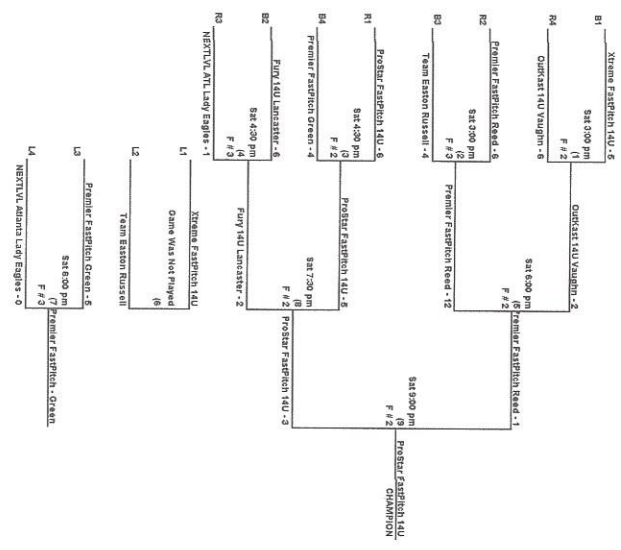 B1
Xtreme FastPitch 14U - 5
Sat 3:00 pm
(1
F # 2
OutKast 14U Vaughn - 2
R4
OutKast 14U Vaughn - 6
Sat 6:00 pm
(5
F # 2
Premier FastPitch Reed - 1
R2
Premier FastPitch Reed - 6
Sat 3:00 pm
(2
F # 3
Premier FastPitch Reed - 12
B3
Team Easton Russell - 4
Sat 9:00 pm
(9
F # 2
ProStar FastPitch 14U
CHAMPION
R1
ProStar FastPitch 14U - 6
Sat 4:30 pm
(3
F # 2
ProStar FastPitch 14U - 5
B4
Premier FastPitch Green - 4
Sat 7:30 pm
(8
F # 2
ProStar FastPitch 14U - 3
B2
Fury 14U Lancaster - 6
Sat 4:30 pm
(4
F # 3
Fury 14U Lancaster - 2
R3
NEXTLVL ATL Lady Eagles - 1
L1
Xtreme FastPitch 14U
Game Was Not Played
(6
L2
Team Easton Russell
L3
Premier FastPitch Green - 5
Sat 6:00 pm
(7
F # 3
Premier FastPitch - Green
L4
NEXTLVL Atlanta Lady Eagles - 0